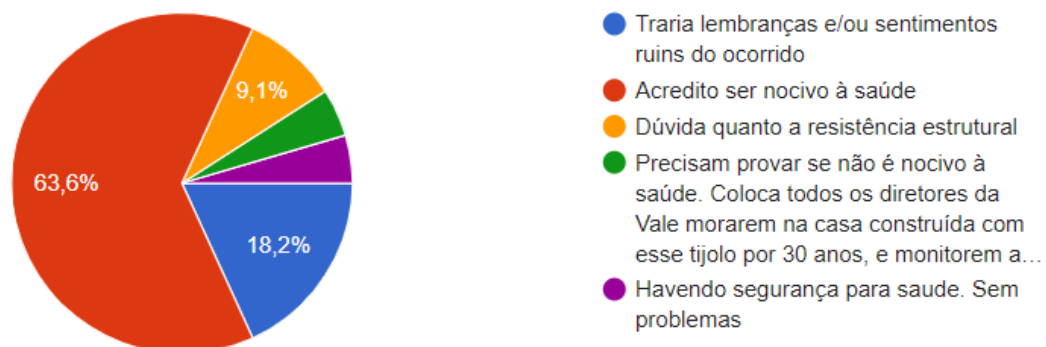 9,1%
63,6%
18,2%
Traria lembranças e/ou sentimentos
ruins do ocorrido
Acredito ser nocivo à saúde
Dúvida quanto a resistência estrutural
Precisam provar se não é nocivo à
saúde. Coloca todos os diretores da
Vale morarem na casa construída com
esse tijolo por 30 anos, e monitorem a…
Havendo segurança para saude. Sem
problemas